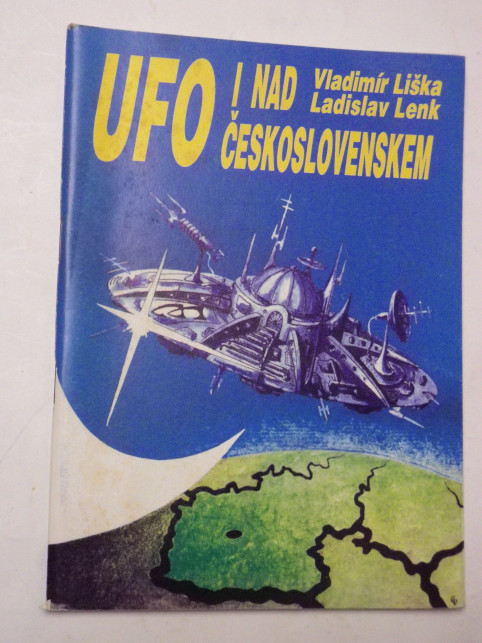 UFO I NAD
ČESKOSLOVENSKEM
Vladimír Liška
Ladislav Lenk